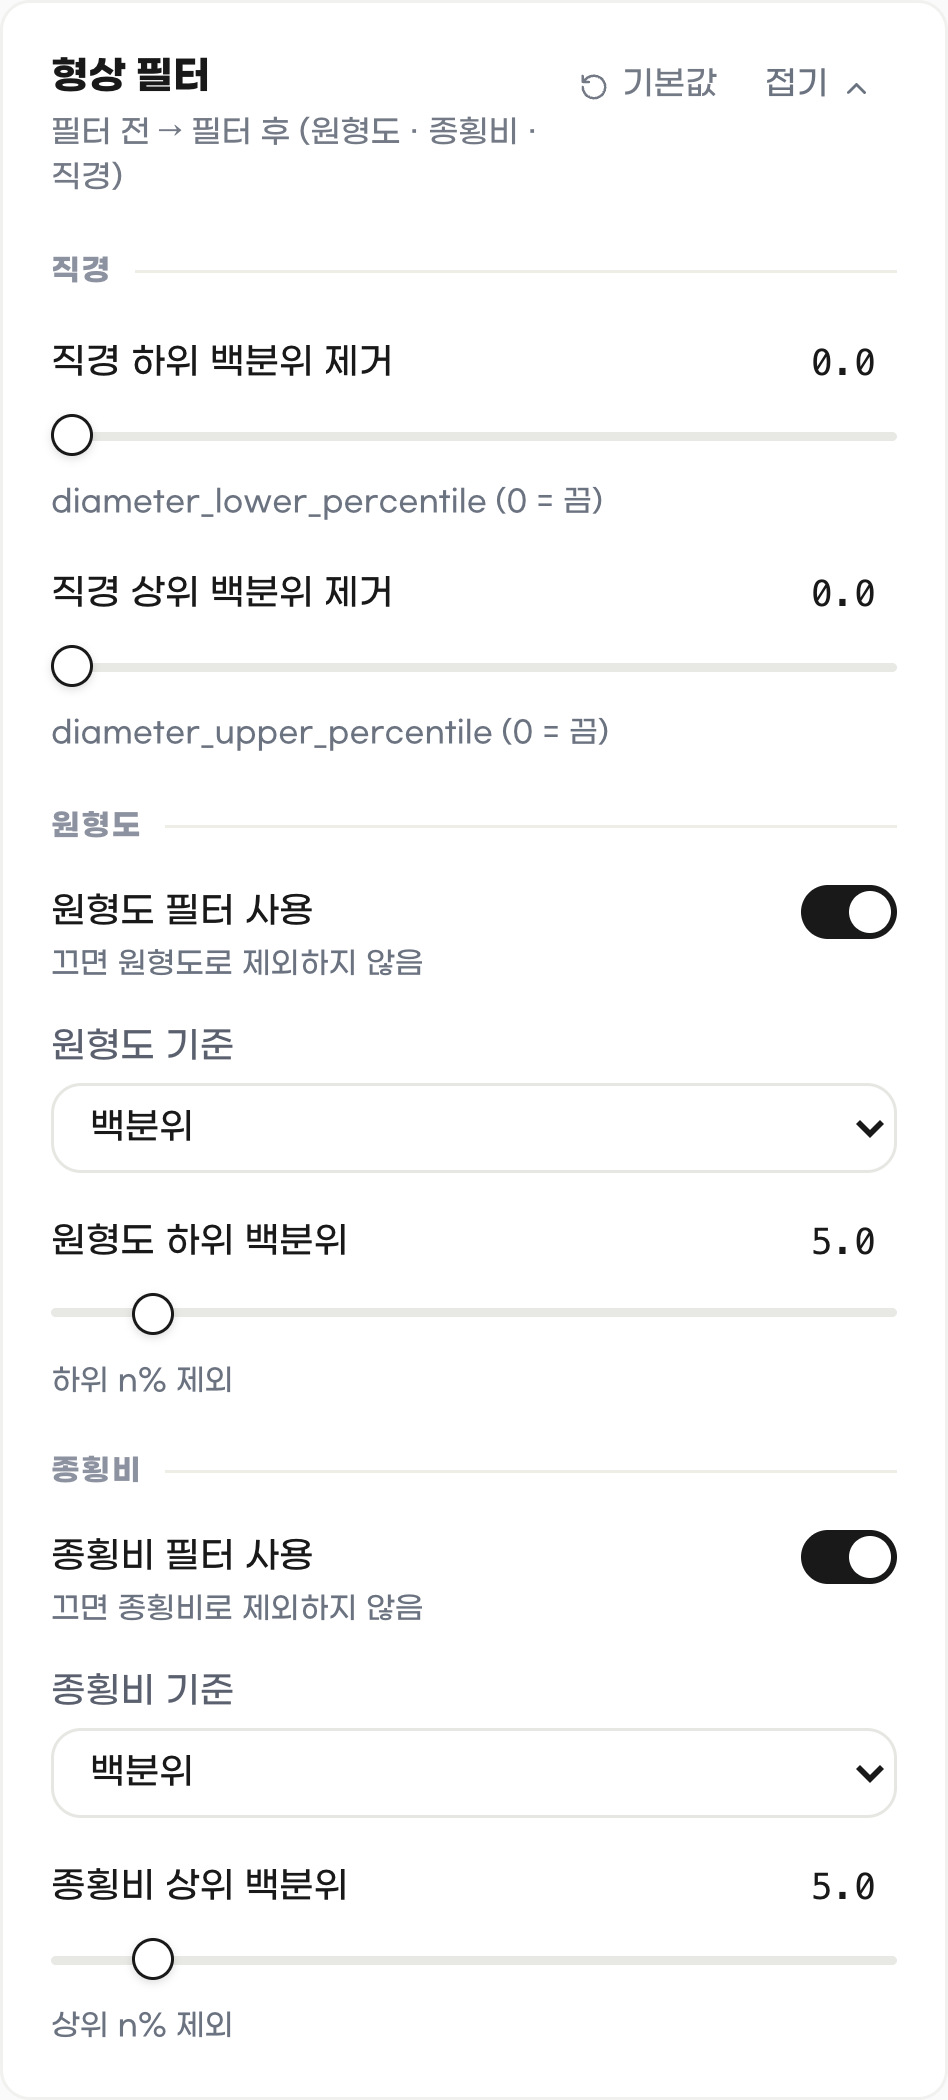 형상 필터
기본값 접기
필터 전 → 필터 후 (원형도 · 종횡비 ·
직경)
직경
직경 하위 백분위 제거 0.0
diameter_lower_percentile (0 = 끔)
직경 상위 백분위 제거 0.0
diameter_upper_percentile (0 = 끔)
원형도
원형도 필터 사용
끄면 원형도로 제외하지 않음
원형도 기준
백분위
원형도 하위 백분위 5.0
하위 n% 제외
종횡비
종횡비 필터 사용
끄면 종횡비로 제외하지 않음
종횡비 기준
백분위
종횡비 상위 백분위 5.0
상위 n% 제외